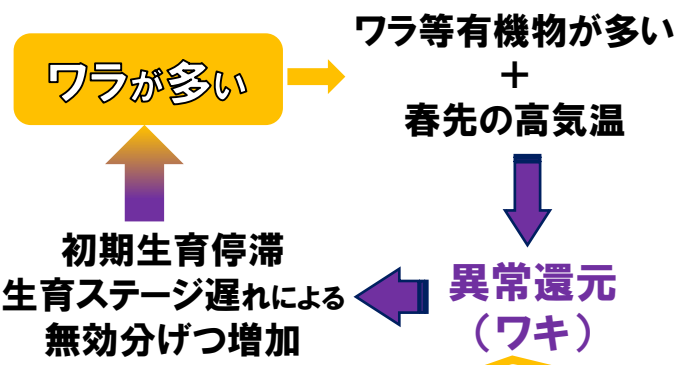 ワラが多い
ワラ等有機物が多い
＋
春先の高気温
異常還元
（ワキ）
初期生育停滞
生育ステージ遅れによる
無効分げつ増加